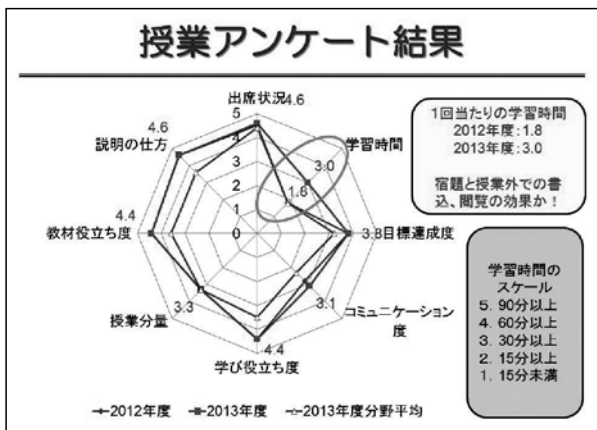 授業アンケート結果
出席状況 4.6
5
4
3
2
1
0
学習時間
3.0
1.8
3.8 目標達成度
コミュニケーション度
3.1
学び役立ち度
4.4
授業分量
3.3
教材役立ち度
4.4
説明の仕方
4.6
1回当たりの学習時間
2012年度:1.8
2013年度:3.0
宿題と授業外での書
込、閲覧の効果か!
学習時間の
スケール
5. 90分以上
4. 60分以上
3. 30分以上
2. 15分以上
1. 15分未満
2012年度 2013年度 2013年度分野平均